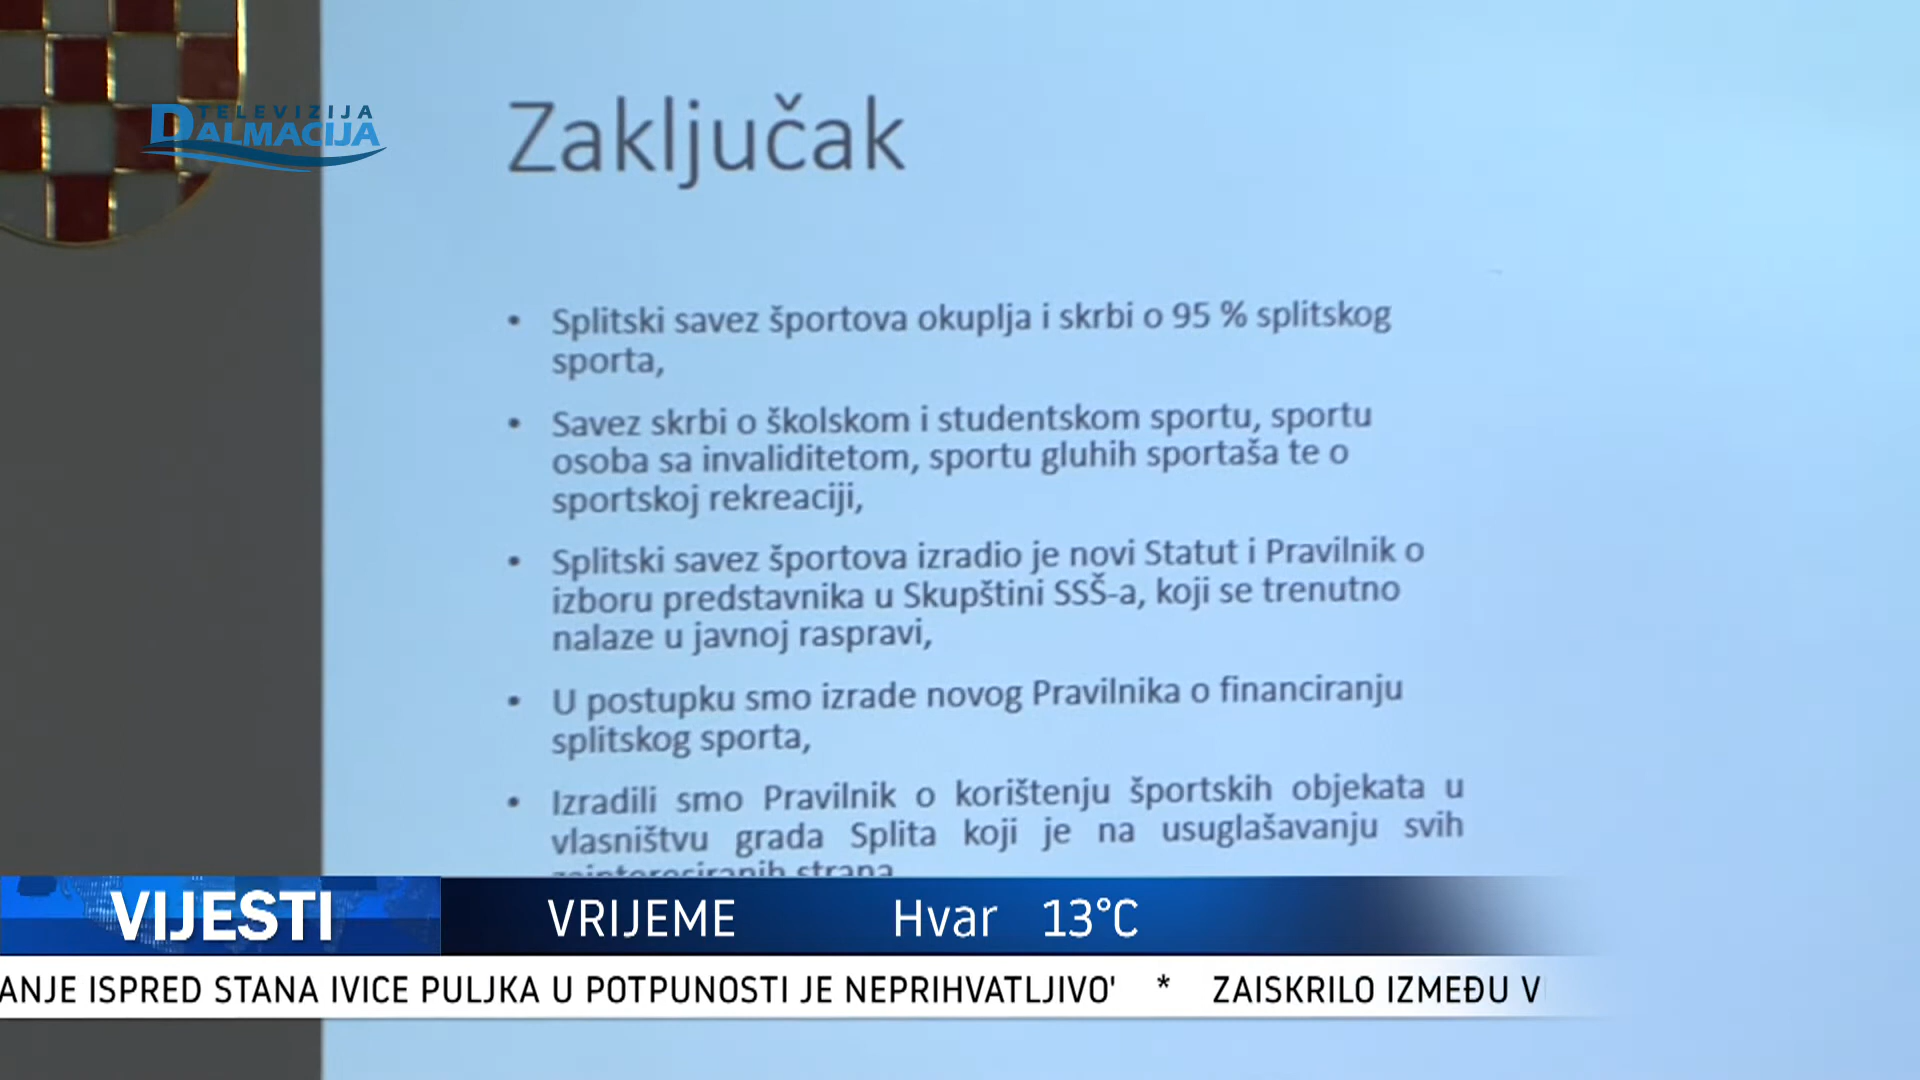 TELEVIZIJA
DALMACIJA
Zaključak
• Splitski savez športova okuplja i skrbi o 95 % splitskog
sporta,
• Savez skrbi o školskom i studentskom sportu, sportu
osoba sa invaliditetom, sportu gluhih sportaša te o
sportskoj rekreaciji,
• Splitski savez športova izradio je novi Statut i Pravilnik o
izboru predstavnika u Skupštini SSŠ-a, koji se trenutno
nalaze u javnoj raspravi,
• U postupku smo izrade novog Pravilnika o financiranju
splitskog sporta,
• Izradili smo Pravilnik o korištenju športskih objekata u
vlasništvu grada Splita koji je na usuglašavanju svih
zainteresiranih strana
VIJESTI VRIJEME Hvar 13°C
ANJE ISPRED STANA IVICE PULJKA U POTPUNOSTI JE NEPRIHVATLJIVO' * ZAISKRILO IZMEĐU V